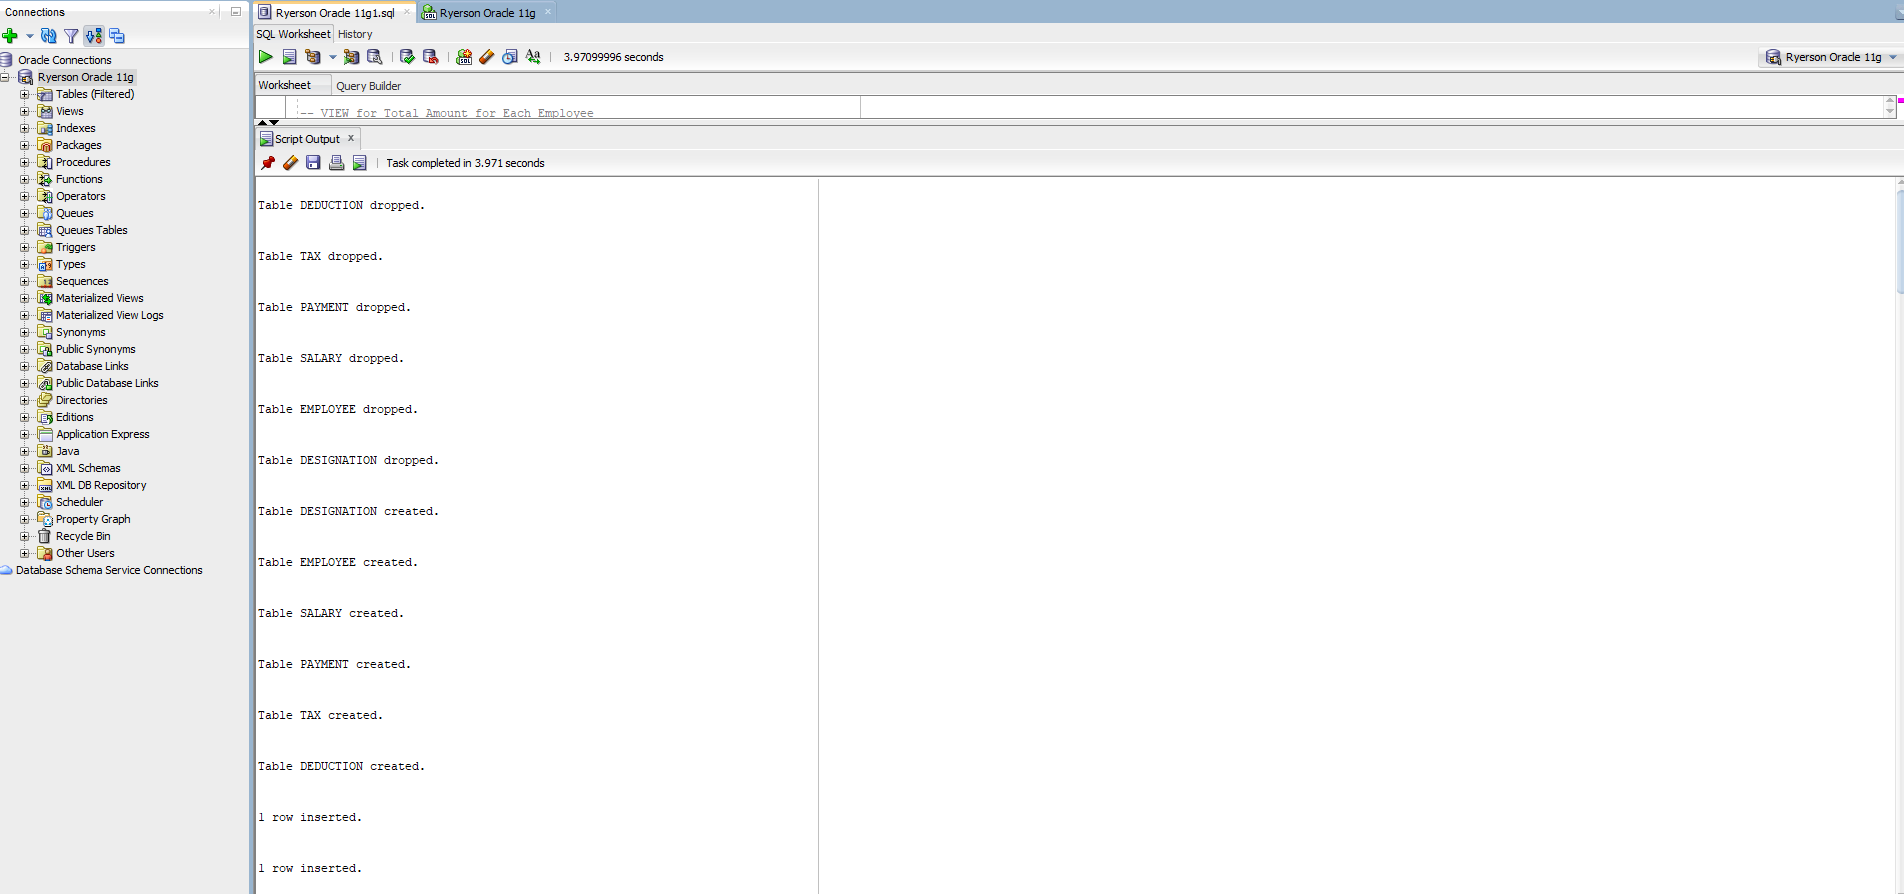 Connections
Oracle Connections
Ryerson Oracle 11g
Tables (Filtered)
Views
Indexes
Packages
Procedures
Functions
Operators
Queues
Queues Tables
Triggers
Types
Sequences
Materialized Views
Materialized View Logs
Synonyms
Public Synonyms
Database Links
Public Database Links
Directories
Editions
Application Express
Java
XML Schemas
XML DB Repository
Scheduler
Property Graph
Recycle Bin
Other Users
Database Schema Service Connections
Ryerson Oracle 11g1.sql
Ryerson Oracle 11g
SQL Worksheet History
3.97099996 seconds
Ryerson Oracle 11g
Worksheet Query Builder
-- VIEW for Total Amount for Each Employee
Script Output
Task completed in 3.971 seconds
Table DEDUCTION dropped.
Table TAX dropped.
Table PAYMENT dropped.
Table SALARY dropped.
Table EMPLOYEE dropped.
Table DESIGNATION dropped.
Table DESIGNATION created.
Table EMPLOYEE created.
Table SALARY created.
Table PAYMENT created.
Table TAX created.
Table DEDUCTION created.
1 row inserted.
1 row inserted.